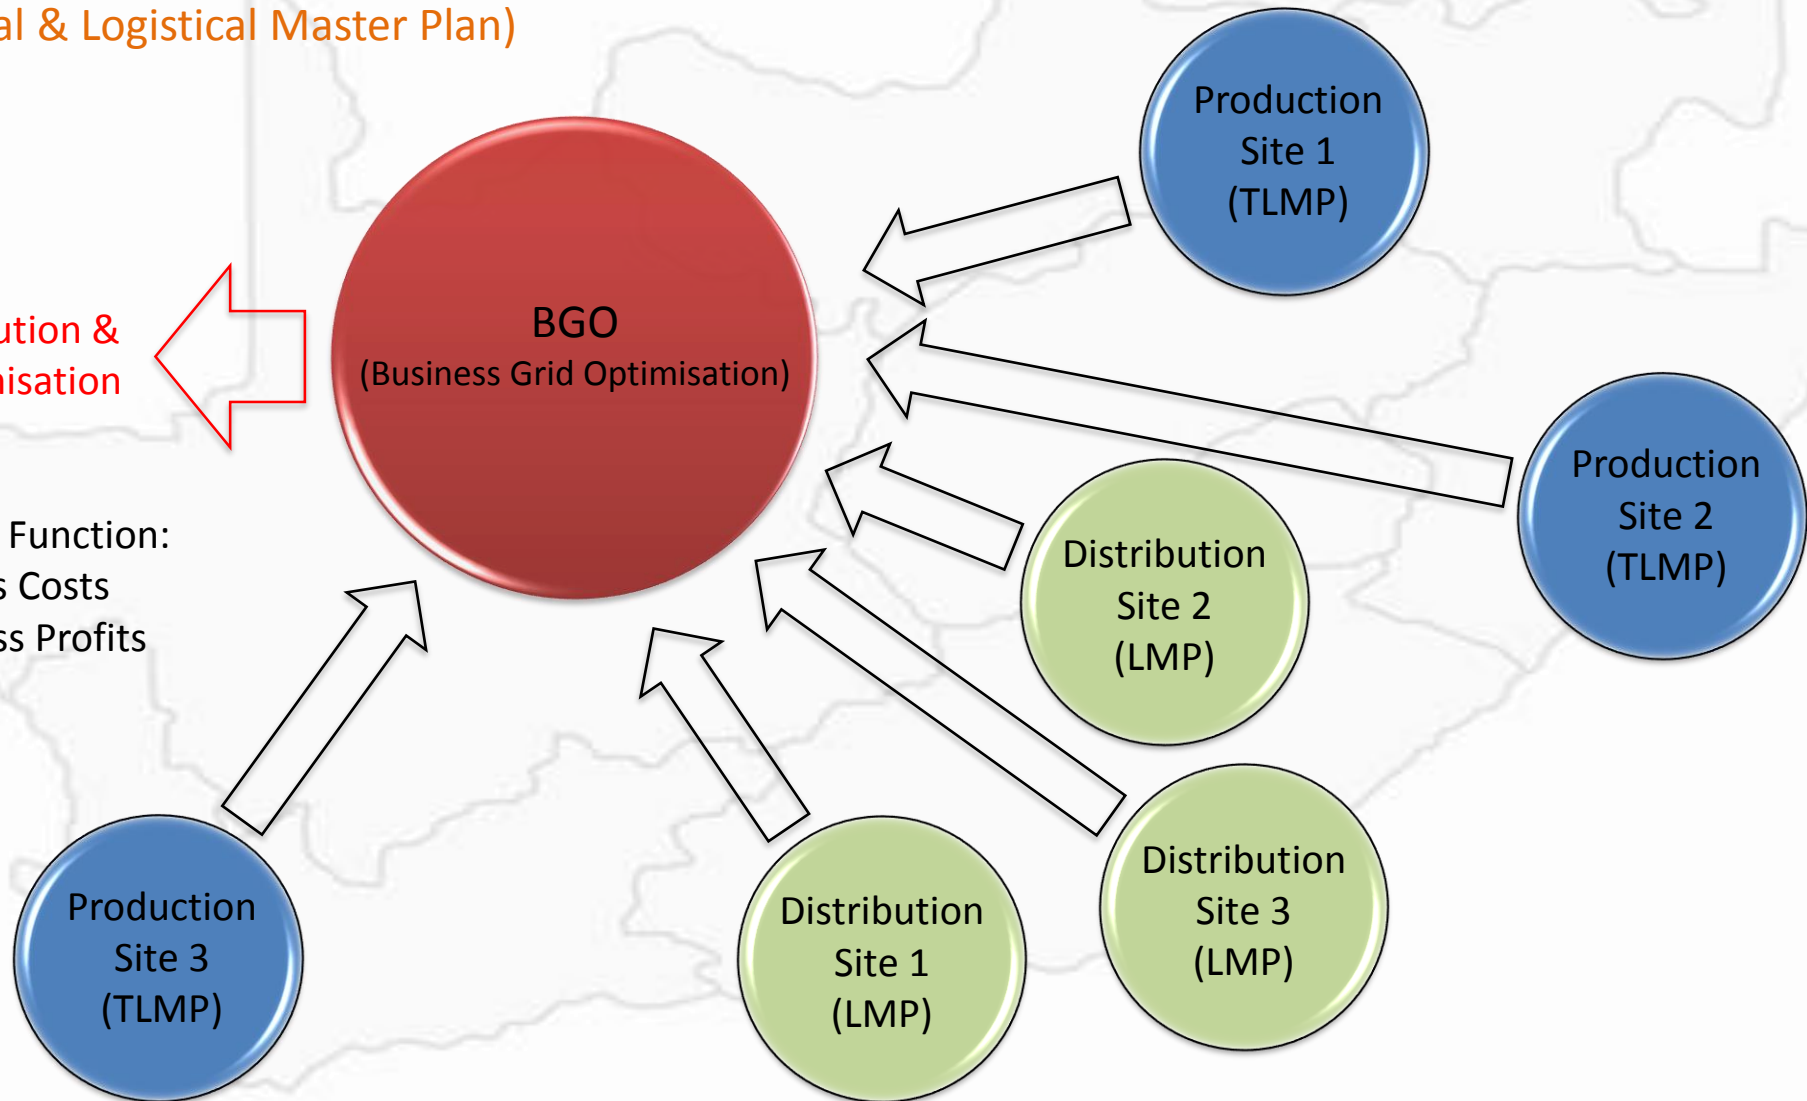 al & Logistical Master Plan)
Production
Site 1
(TLMP)
BGO
(Business Grid Optimisation)
ution &
nisation
Production
Site 2
(TLMP)
Function:
s Costs
ss Profits
Distribution
Site 2
(LMP)
Distribution
Site 3
(LMP)
Production
Site 3
(TLMP)
Distribution
Site 1
(LMP)